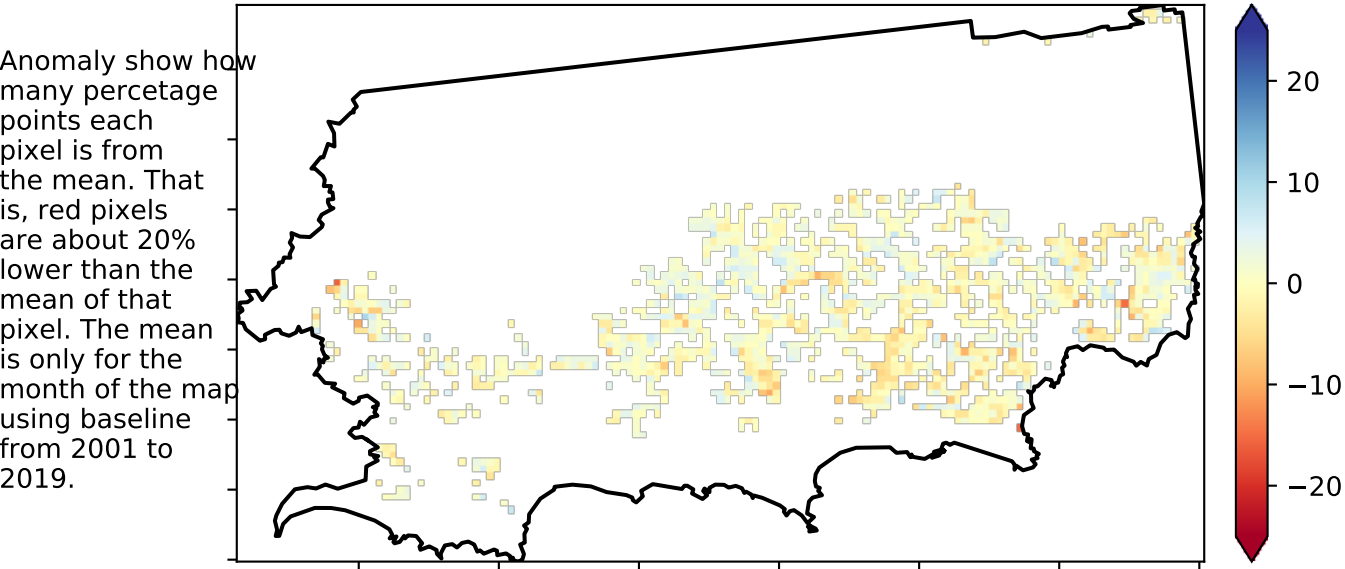 Anomaly show how
many percetage
points each
pixel is from
the mean. That
is, red pixels
are about 20%
lower than the
mean of that
pixel. The mean
is only for the
month of the map
using baseline
from 2001 to
2019.
20
10
0
−10
−20